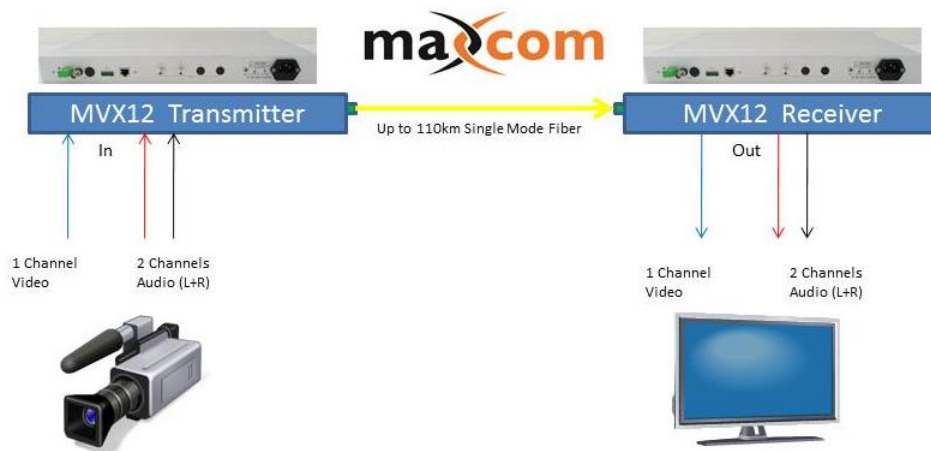 maxcom
MVX12 Transmitter
Up to 110km Single Mode Fiber
MVX12 Receiver
In
Out
1 Channel
Video
2 Channels
Audio (L+R)
1 Channel
Video
2 Channels
Audio (L+R)